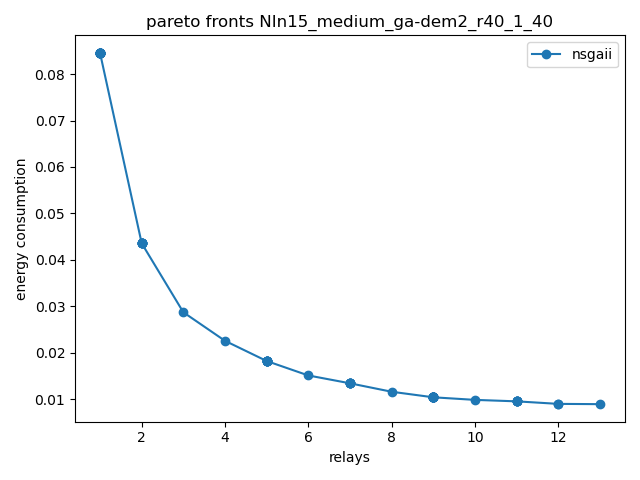 pareto fronts NIn15_medium_ga-dem2_r40_1_40
nsgaii
0.08
0.07
0.06
0.05
0.04
0.03
0.02
0.01
energy consumption
2 4 6 8 10 12
relays